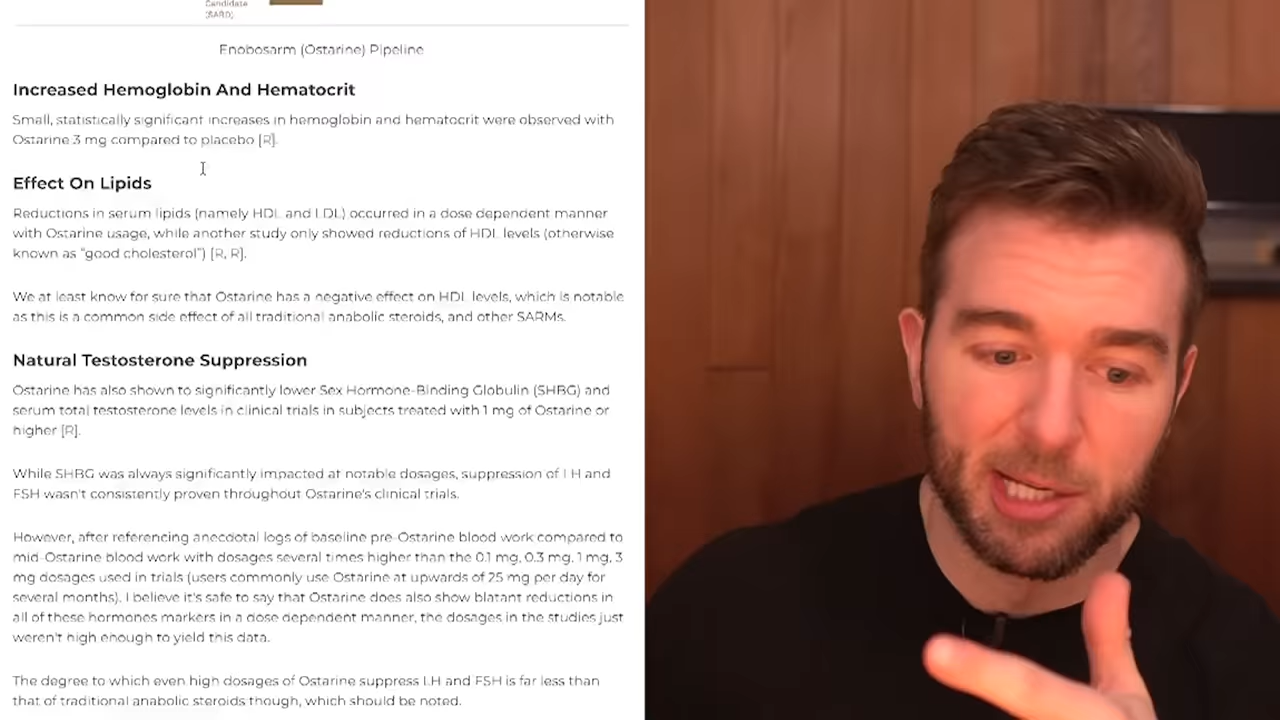 Candidate
(SARD)
Enobosarm (Ostarine) Pipeline
Increased Hemoglobin And Hematocrit
Small, statistically significant increases in hemoglobin and hematocrit were observed with
Ostarine 3 mg compared to placebo [R].
Effect On Lipids
Reductions in serum lipids (namely HDL and LDL) occurred in a dose dependent manner
with Ostarine usage, while another study only showed reductions of HDL levels (otherwise
known as "good cholesterol") [R, R].
We at least know for sure that Ostarine has a negative effect on HDL levels, which is notable
as this is a common side effect of all traditional anabolic steroids, and other SARMs.
Natural Testosterone Suppression
Ostarine has also shown to significantly lower Sex Hormone-Binding Globulin (SHBG) and
serum total testosterone levels in clinical trials in subjects treated with 1 mg of Ostarine or
higher [R].
While SHBG was always significantly impacted at notable dosages, suppression of LH and
FSH wasn't consistently proven throughout Ostarine's clinical trials.
However, after referencing anecdotal logs of baseline pre-Ostarine blood work compared to
mid-Ostarine blood work with dosages several times higher than the 0.1 mg, 0.3 mg, 1 mg, 3
mg dosages used in trials (users commonly use Ostarine at upwards of 25 mg per day for
several months), I believe it's safe to say that Ostarine does also show blatant reductions in
all of these hormones markers in a dose dependent manner, the dosages in the studies just
weren't high enough to yield this data.
The degree to which even high dosages of Ostarine suppress LH and FSH is far less than
that of traditional anabolic steroids though, which should be noted.